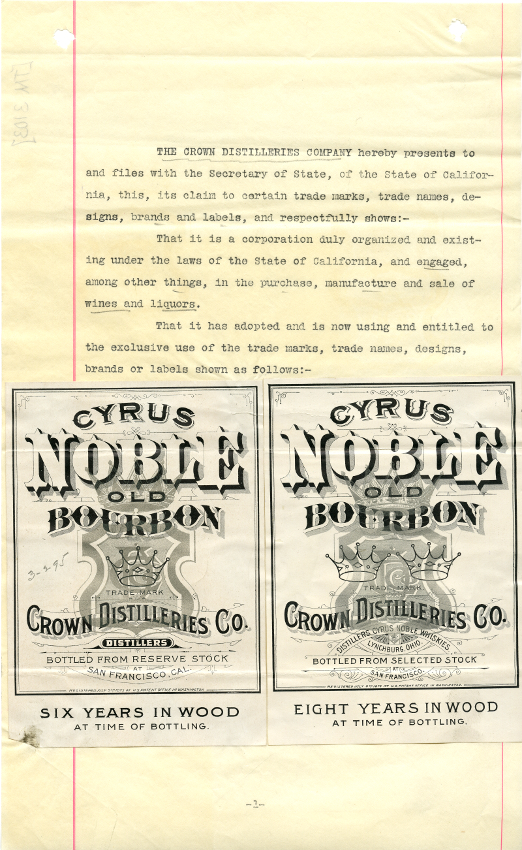 THE CROWN DISTILLERIES COMPANY hereby presents to
and files with the Secretary of State, of the State of Califor-
nia, this, its claim to certain trade marks, trade names, de-
signs, brands and labels, and respectfully shows:-
That it is a corporation duly organized and exist-
ing under the laws of the State of California, and engaged,
among other things, in the purchase, manufacture and sale of
wines and liquors.
That it has adopted and is now using and entitled to
the exclusive use of the trade marks, trade names, designs,
brands or labels shown as follows:-
CYRUS
NOBLE
OLD
BOURBON
3-2-95
TRADE MARK
CROWN DISTILLERIES CO.
DISTILLERS
BOTTLED FROM RESERVE STOCK
AT
SAN FRANCISCO, CAL.
SIX YEARS IN WOOD
AT TIME OF BOTTLING.
CYRUS
NOBLE
OLD
BOURBON
TRADE MARK
CROWN DISTILLERIES CO.
DISTILLERS CYRUS NOBLE WHISKIES
LYNCHBURG, OHIO
BOTTLED FROM SELECTED STOCK
AT
SAN FRANCISCO
EIGHT YEARS IN WOOD
AT TIME OF BOTTLING.
-1-